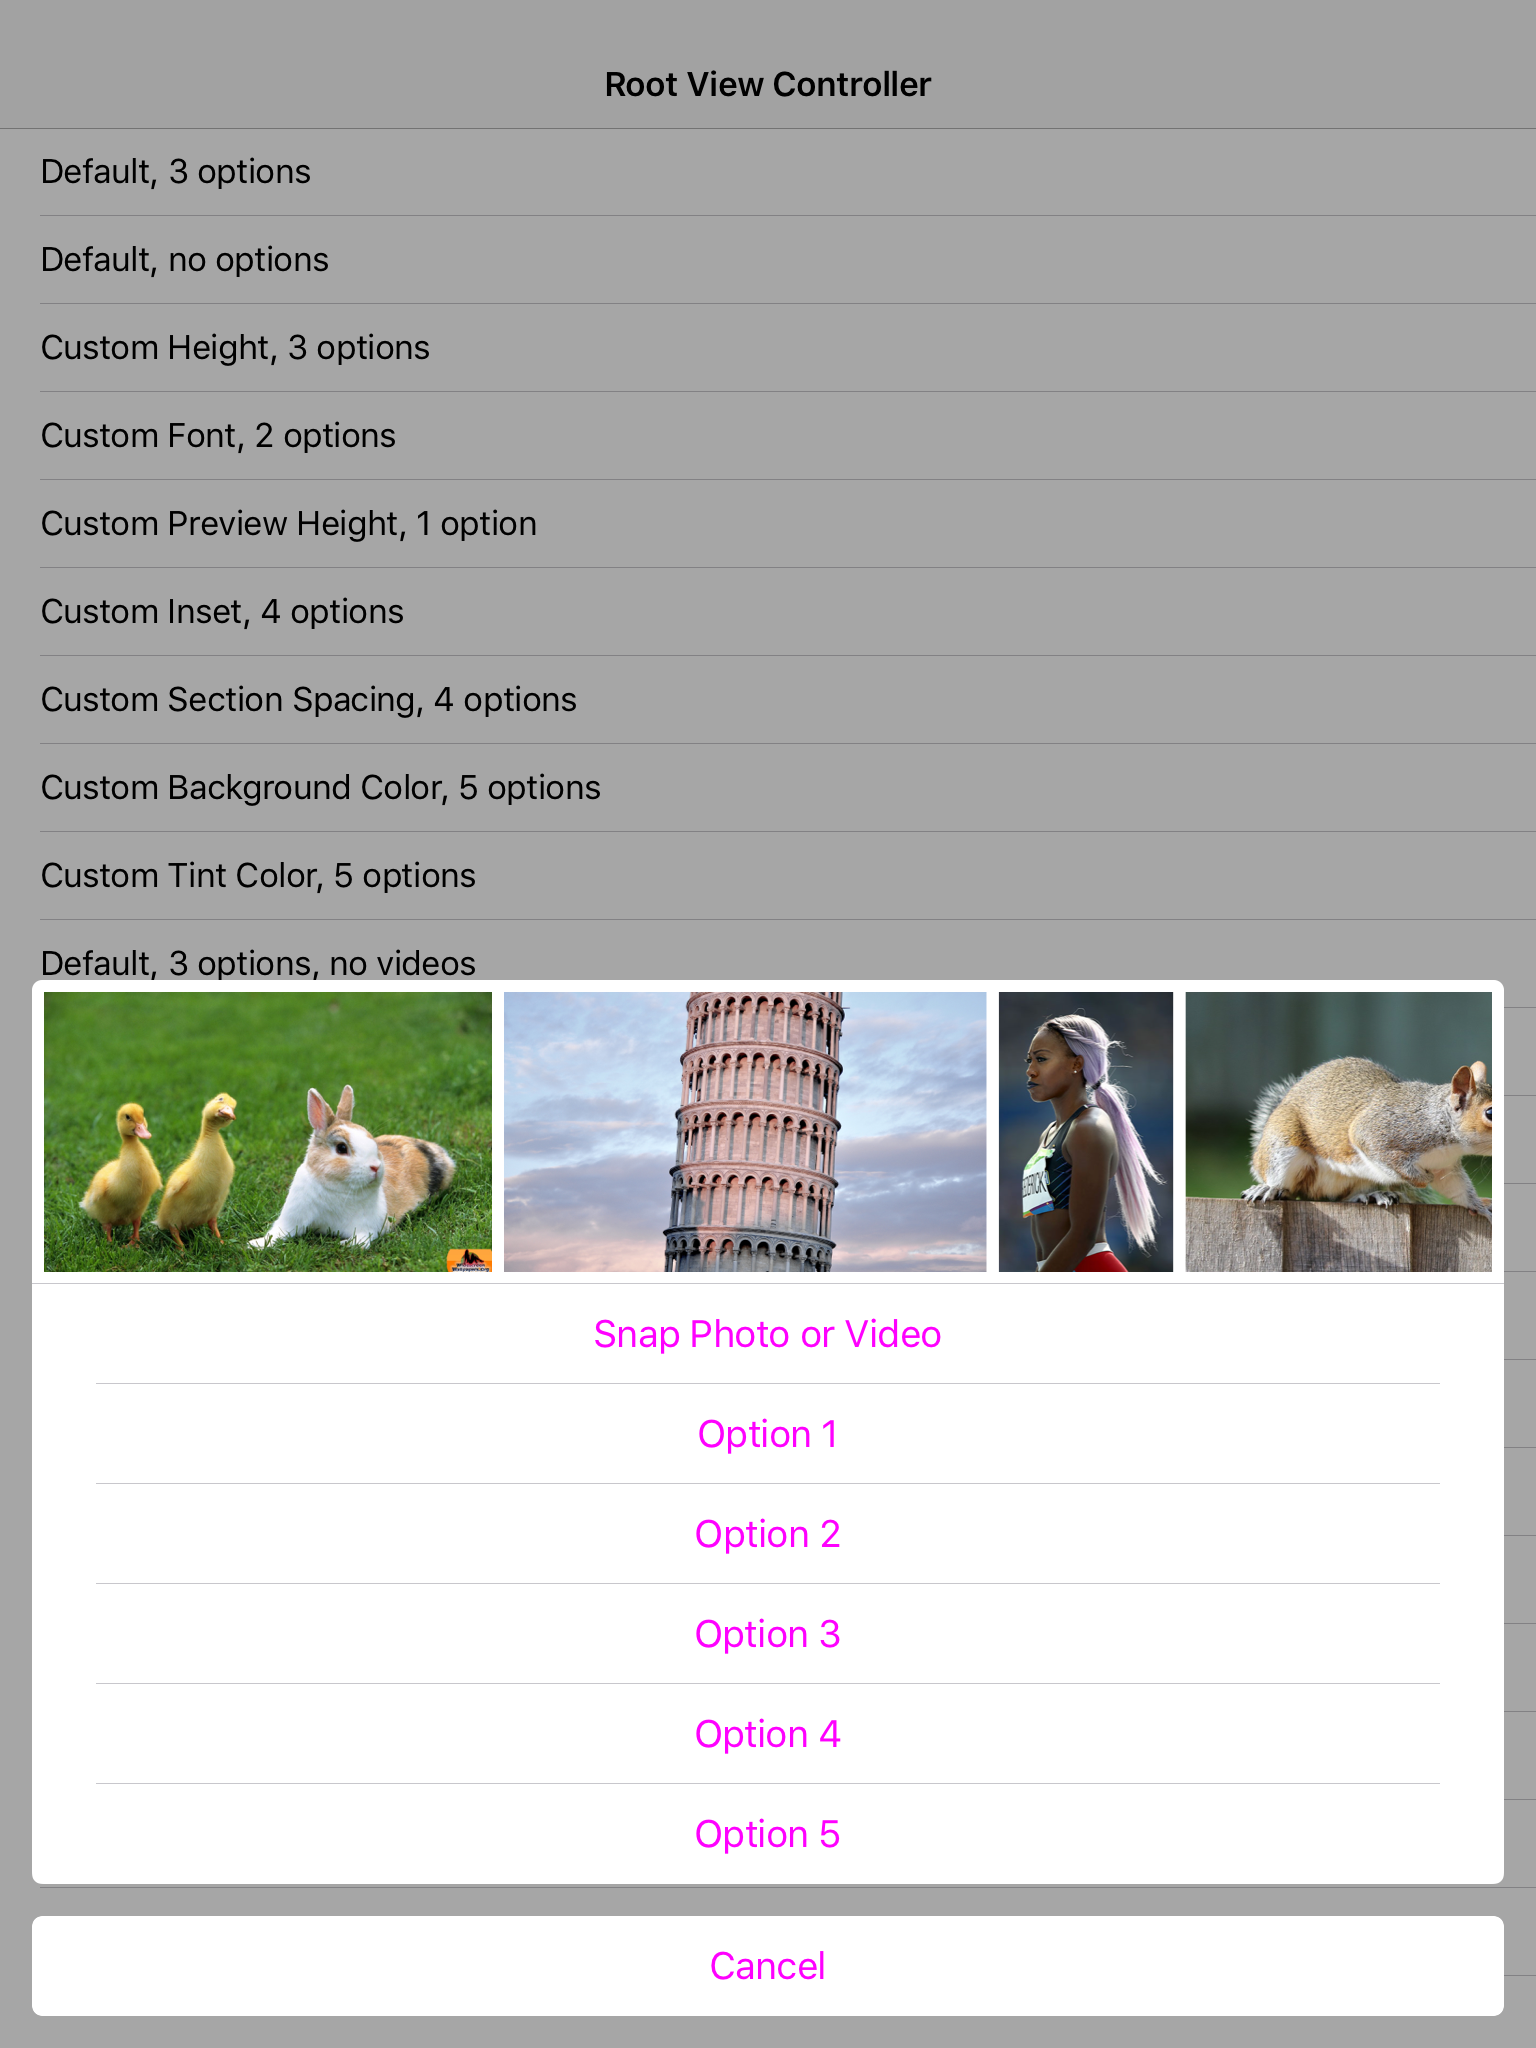 Root View Controller
Default, 3 options
Default, no options
Custom Height, 3 options
Custom Font, 2 options
Custom Preview Height, 1 option
Custom Inset, 4 options
Custom Section Spacing, 4 options
Custom Background Color, 5 options
Custom Tint Color, 5 options
Default, 3 options, no videos
Snap Photo or Video
Option 1
Option 2
Option 3
Option 4
Option 5
Cancel